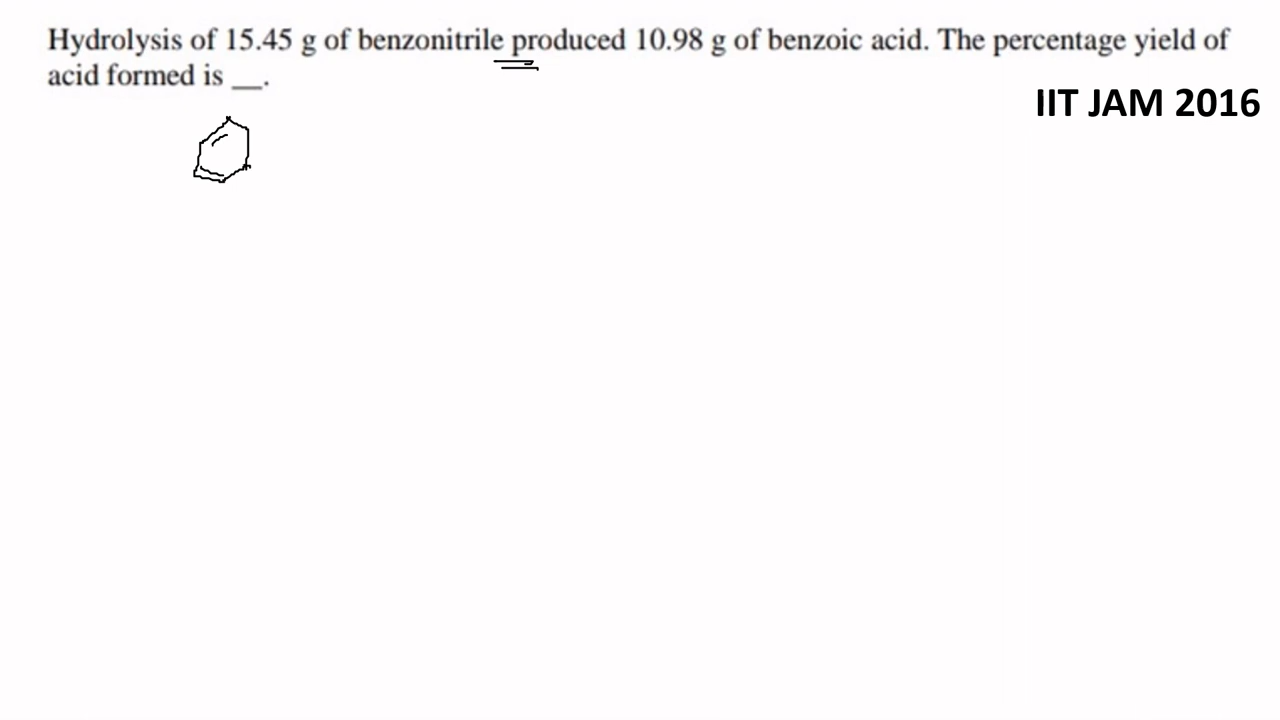 Hydrolysis of 15.45 g of benzonitrile produced 10.98 g of benzoic acid. The percentage yield of
acid formed is __.
IIT JAM 2016